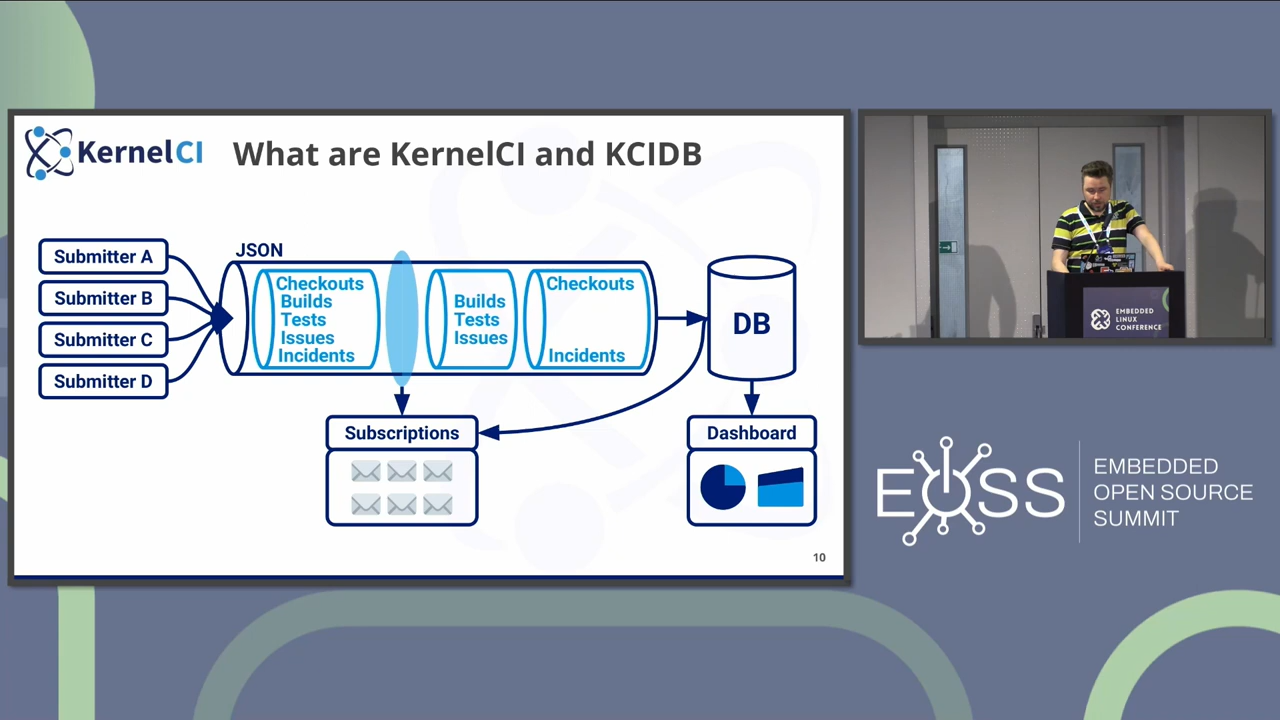 KernelCI
What are KernelCI and KCIDB
Submitter A
Submitter B
Submitter C
Submitter D
JSON
Checkouts
Builds
Tests
Issues
Incidents
Builds
Tests
Issues
Checkouts
Incidents
DB
Subscriptions
Dashboard
10
EMBEDDED
LINUX
CONFERENCE
EOSS
EMBEDDED
OPEN SOURCE
SUMMIT